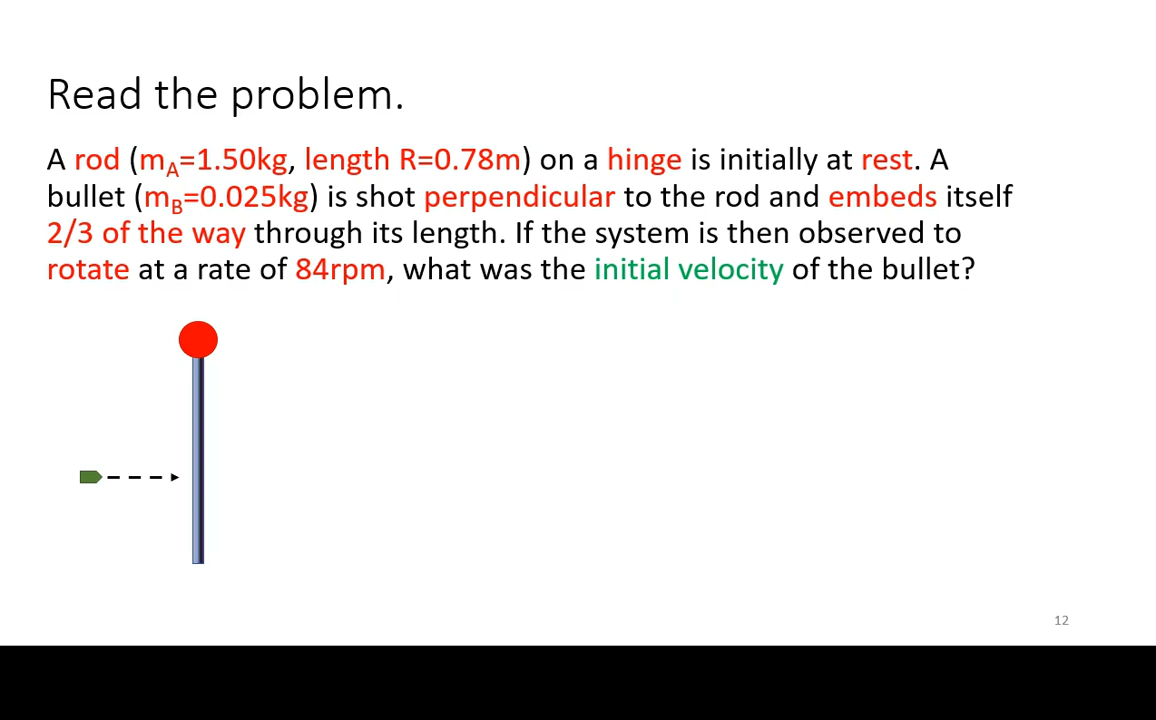 Read the problem.
A rod (mA=1.50kg, length R=0.78m) on a hinge is initially at rest. A
bullet (mB=0.025kg) is shot perpendicular to the rod and embeds itself
2/3 of the way through its length. If the system is then observed to
rotate at a rate of 84rpm, what was the initial velocity of the bullet?
12